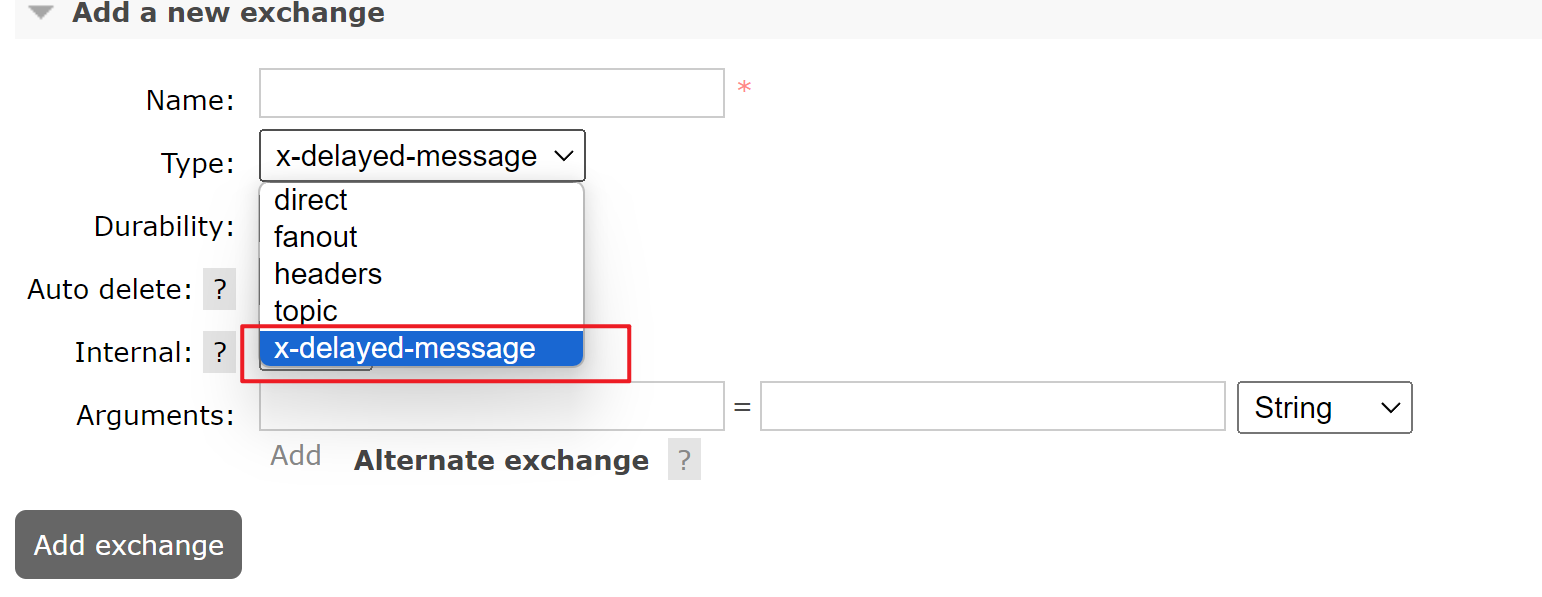 Add a new exchange
Name: *
Type: x-delayed-message
direct
Durability:
fanout
headers
Auto delete: ?
topic
Internal: ?
x-delayed-message
Arguments: = String
Add Alternate exchange ?
Add exchange